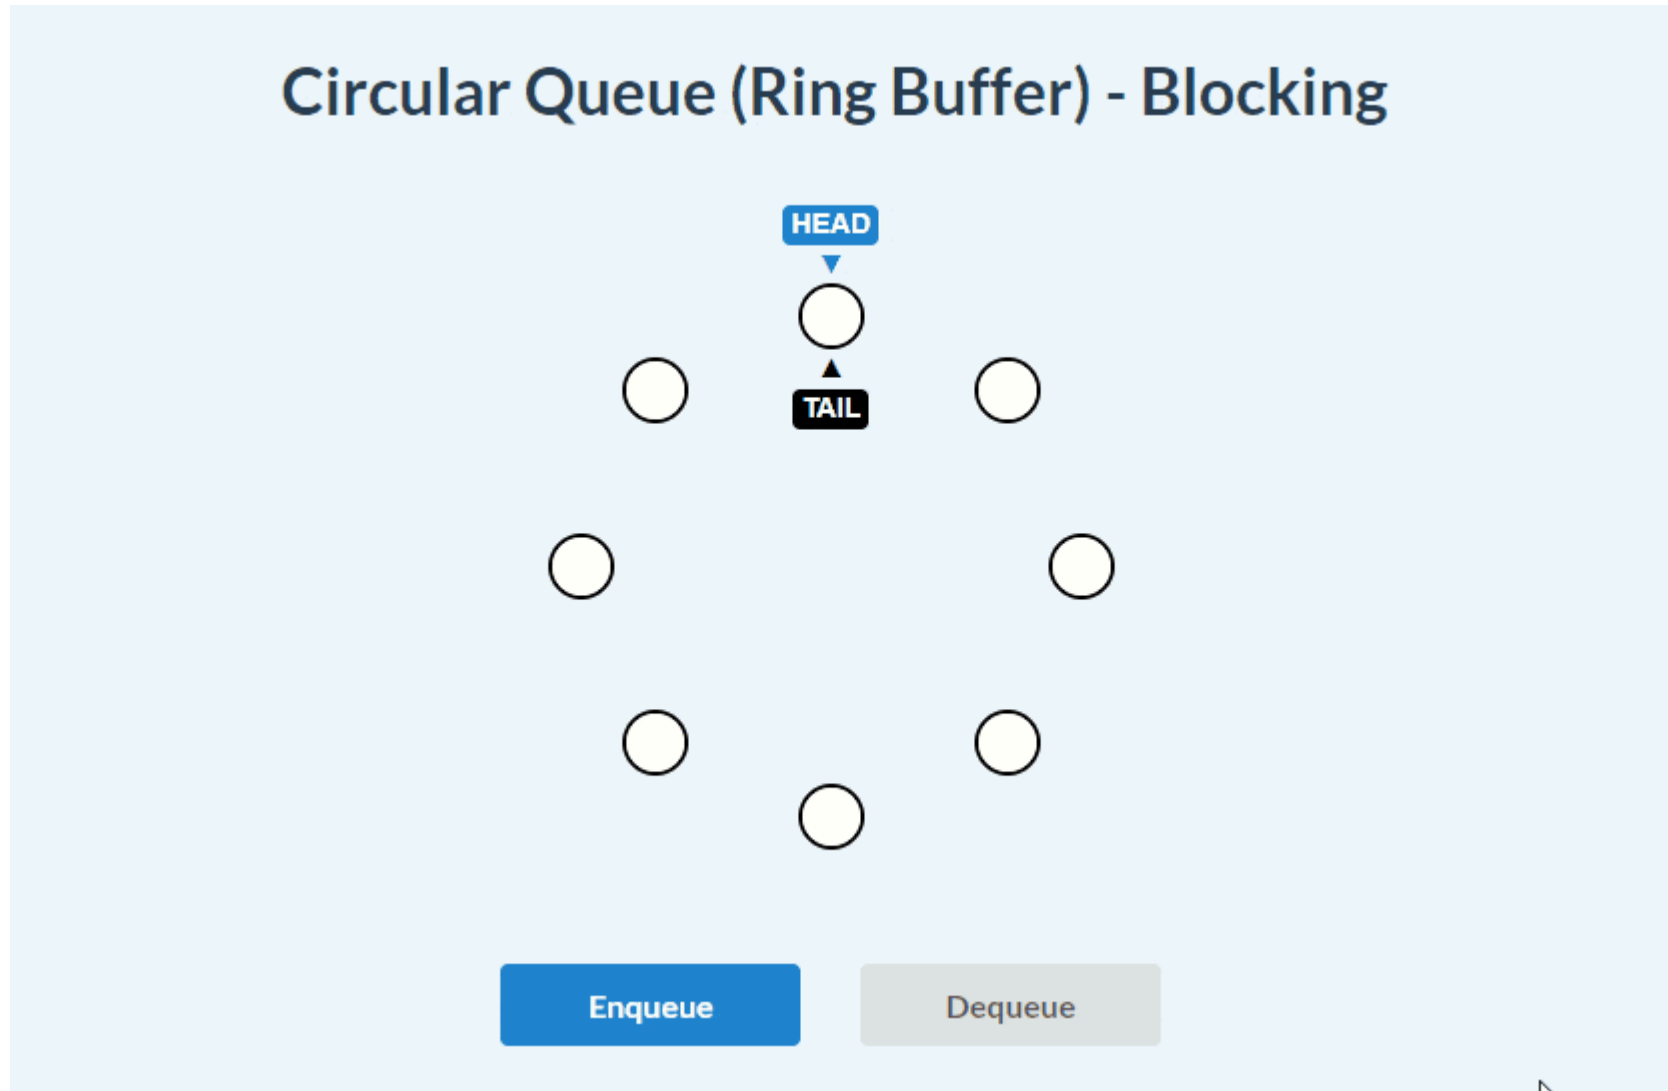 Circular Queue (Ring Buffer) - Blocking
HEAD
TAIL
Enqueue
Dequeue